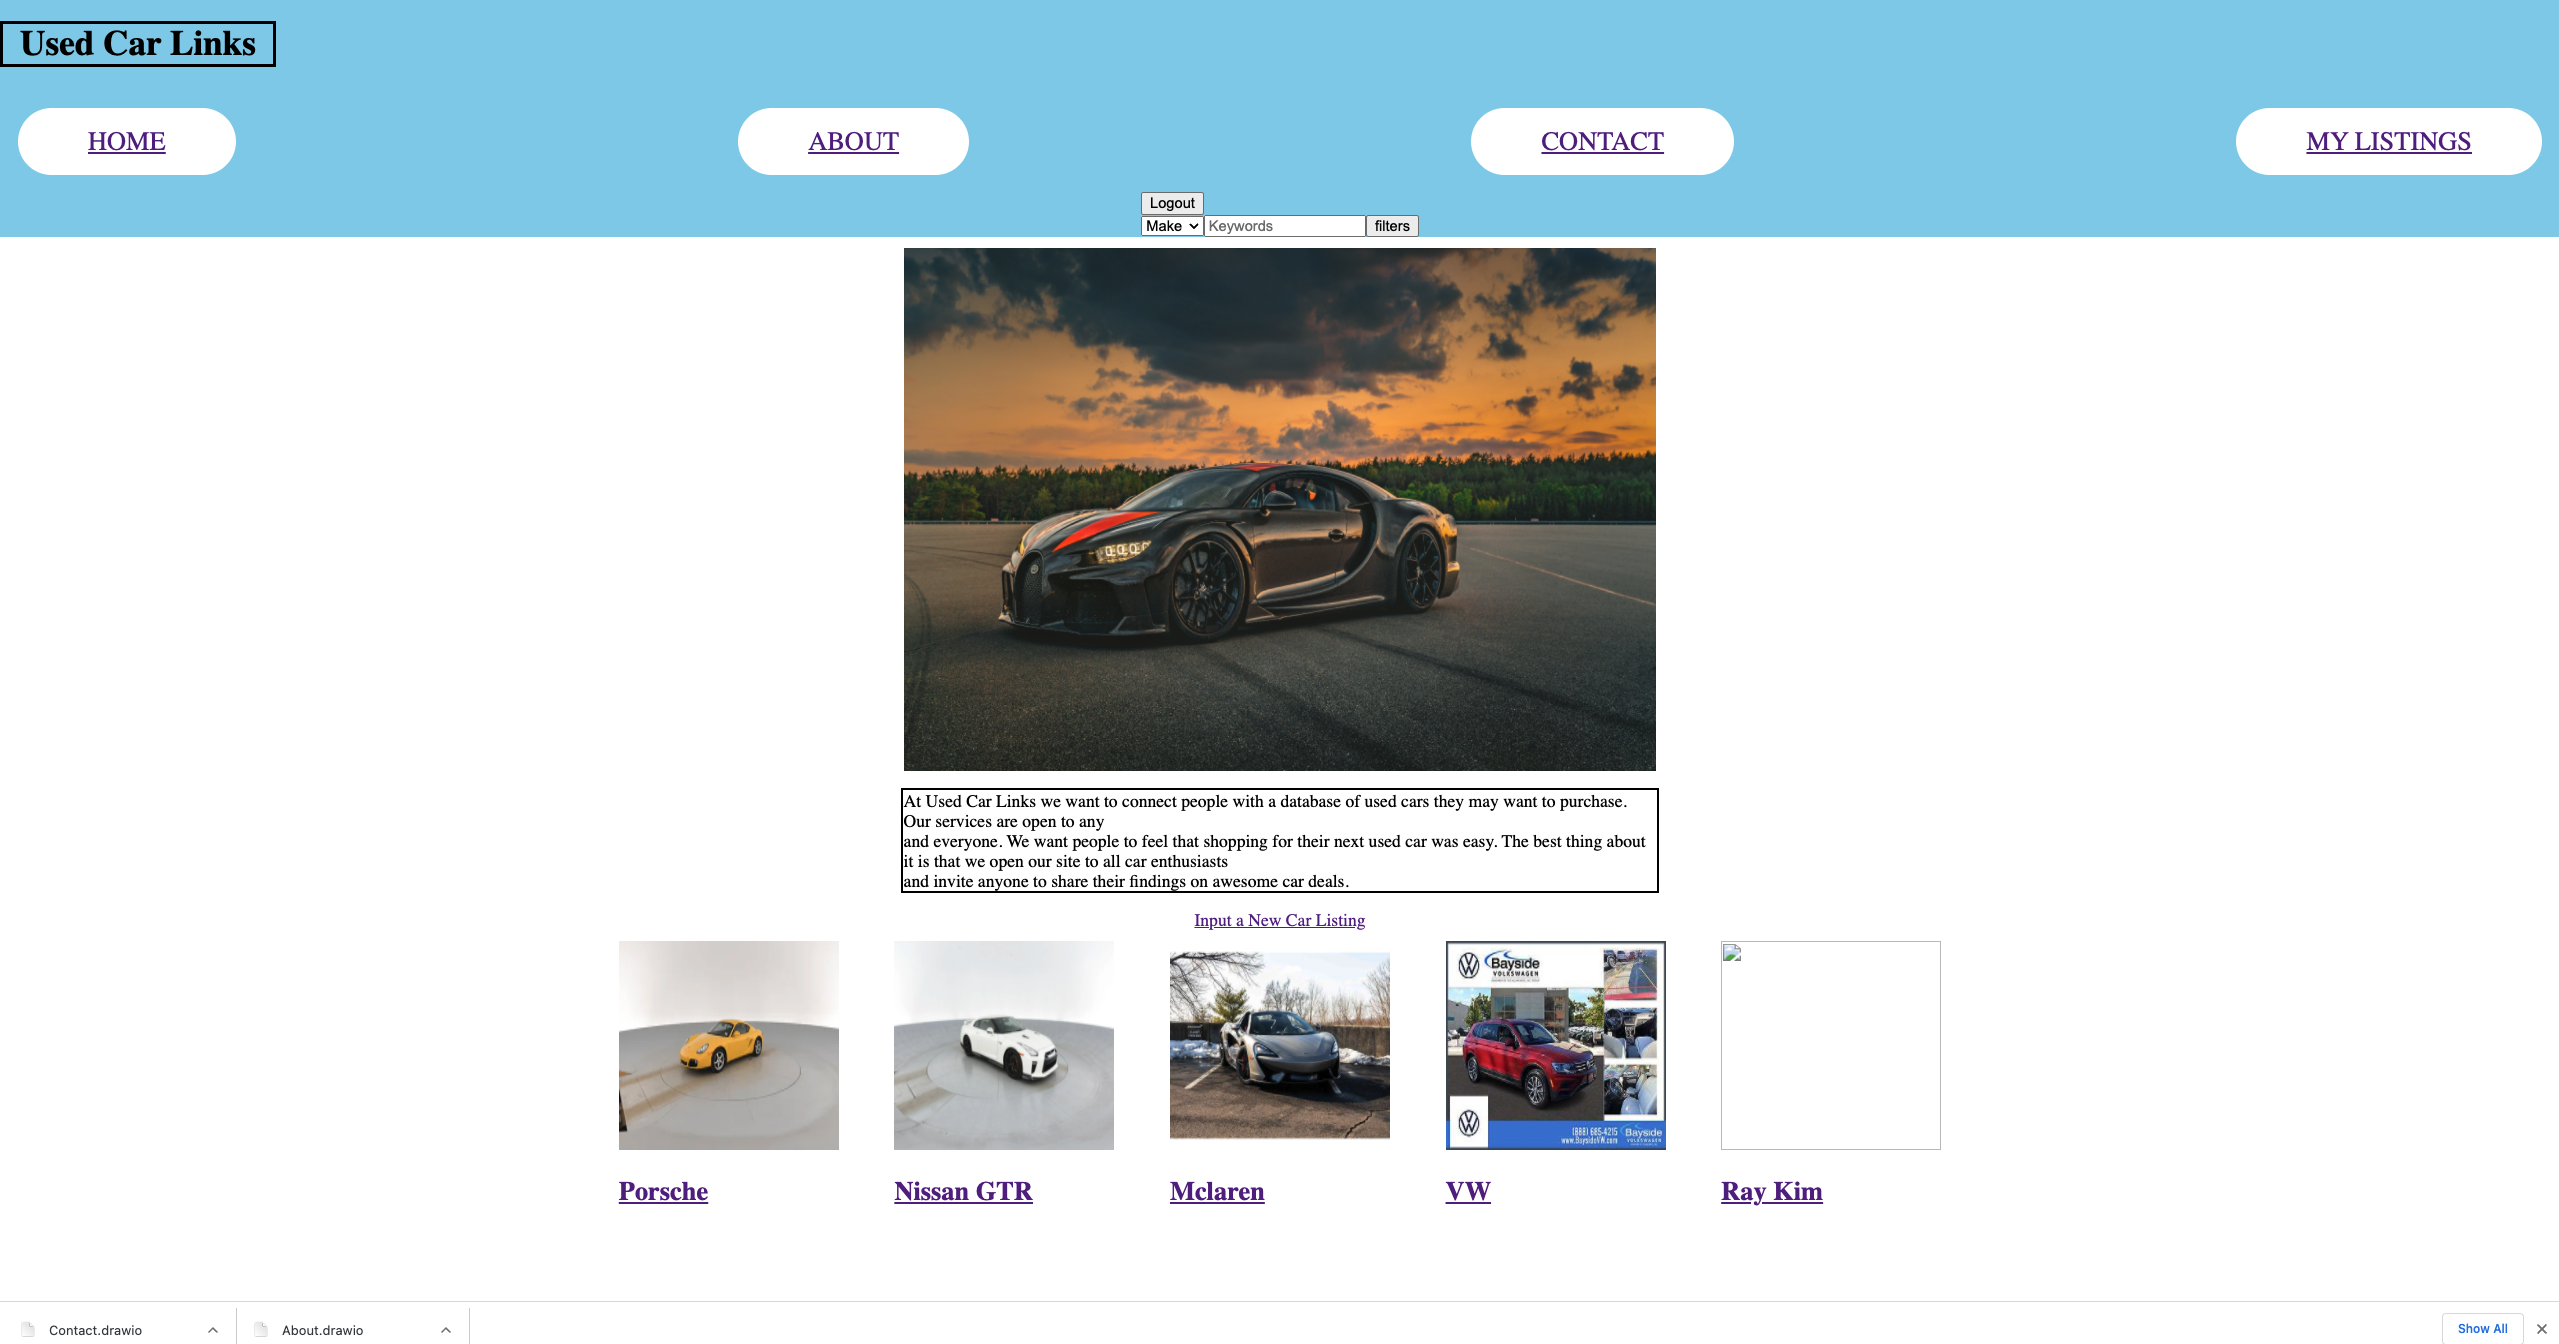 Used Car Links
HOME
ABOUT
CONTACT
MY LISTINGS
Logout
Make
Keywords
filters
At Used Car Links we want to connect people with a database of used cars they may want to purchase.
Our services are open to any
and everyone. We want people to feel that shopping for their next used car was easy. The best thing about
it is that we open our site to all car enthusiasts
and invite anyone to share their findings on awesome car deals.
Input a New Car Listing
Bayside
VOLKSWAGEN
(888) 685-4215
www.BaysideVW.com
Bayside
VOLKSWAGEN
Porsche
Nissan GTR
Mclaren
VW
Ray Kim
Contact.drawio
About.drawio
Show All